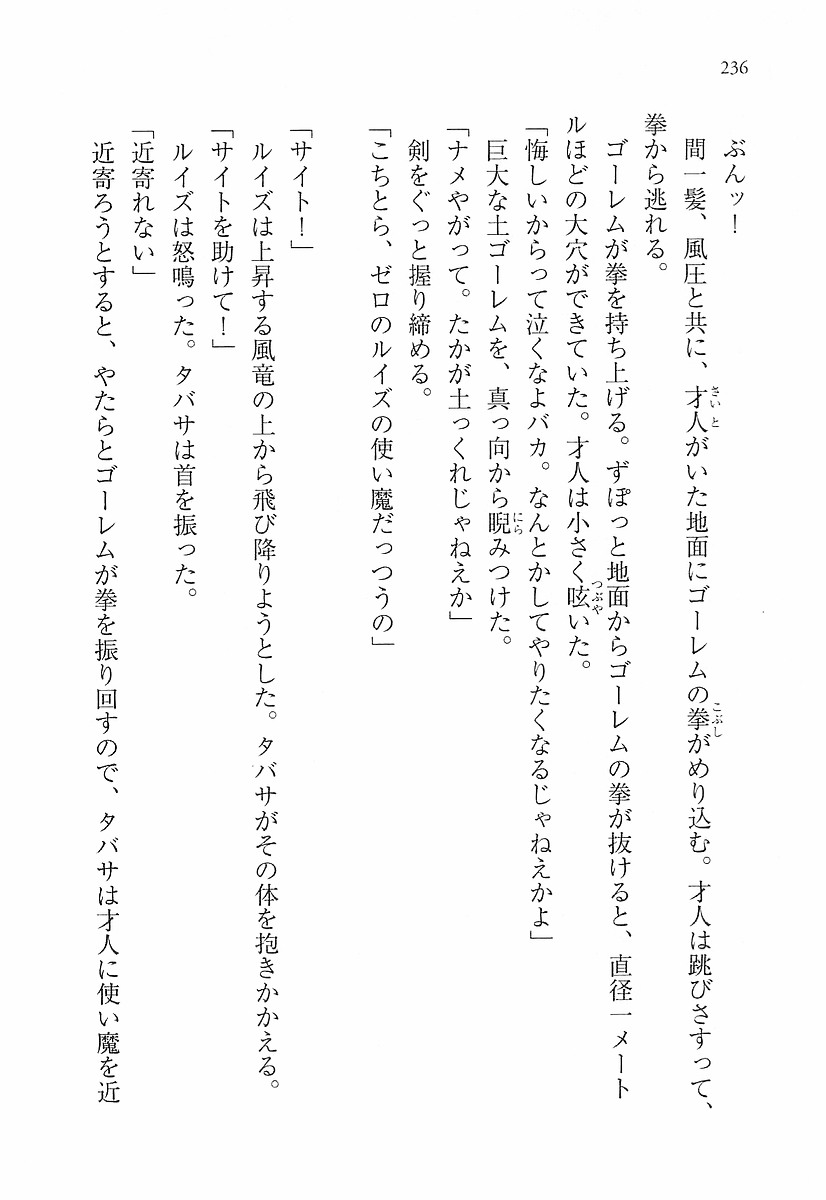 236
ぶんッ！
間一髪、風圧と共に、才人がいた地面にゴーレムの拳がめり込む。才人は跳びさすって、
拳から逃れる。
ゴーレムが拳を持ち上げる。ずぽっと地面からゴーレムの拳が抜けると、直径一メート
ルほどの大穴ができていた。才人は小さく呟いた。
「悔しいからって泣くなよバカ。なんとかしてやりたくなるじゃねえかよ」
巨大な土ゴーレムを、真っ向から睨みつけた。
「ナメやがって。たかが土っくれじゃねえか」
剣をぐっと握り締める。
「こちとら、ゼロのルイズの使い魔だっつうの」
「サイト！」
ルイズは上昇する風竜の上から飛び降りようとした。タバサがその体を抱きかかえる。
「サイトを助けて！」
ルイズは怒鳴った。タバサは首を振った。
「近寄れない」
近寄ろうとすると、やたらとゴーレムが拳を振り回すので、タバサは才人に使い魔を近